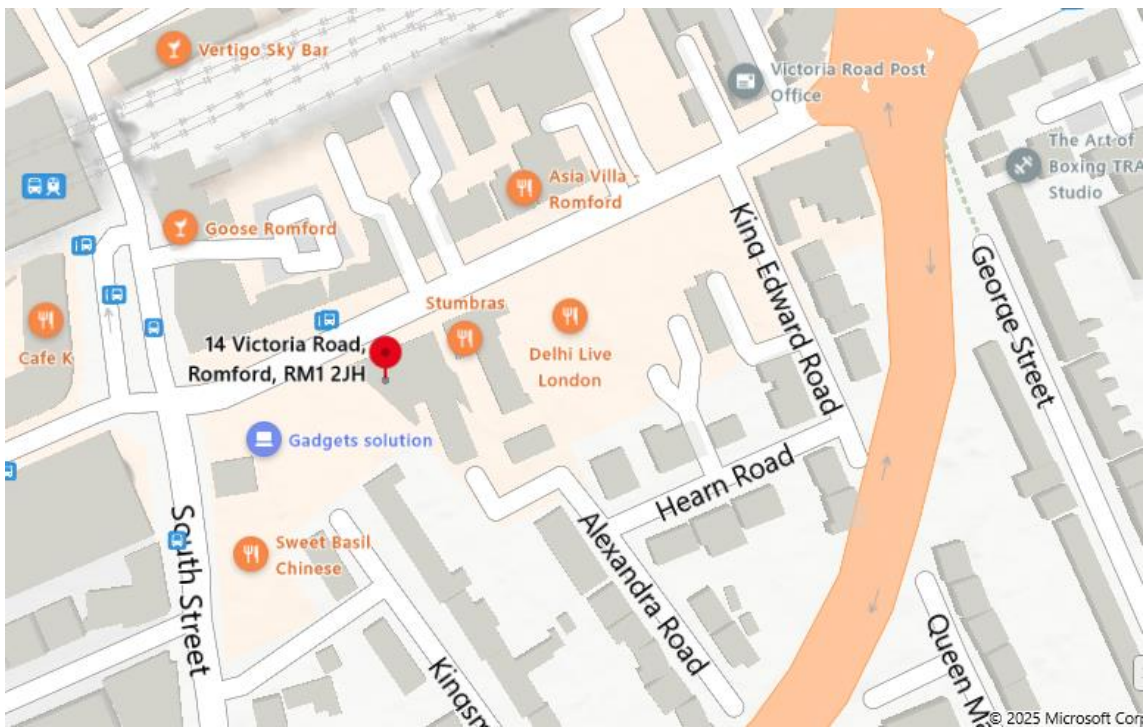 Vertigo Sky Bar
Victoria Road Post
Office
The Art of
Boxing TRA
Studio
Asia Villa -
Romford
Goose Romford
King Edward Road
George Street
Stumbras
14 Victoria Road,
Romford, RM1 2JH
Cafe K
Delhi Live
London
Gadgets solution
Hearn Road
South Street
Alexandra Road
Sweet Basil
Chinese
Kingsm
Queen Ma
© 2025 Microsoft Cor